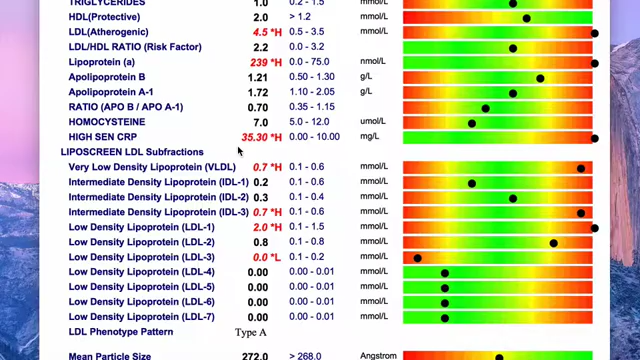 TRIGLYCERIDES 1.0 0.2 - 1.5 mmol/L
HDL(Protective) 2.0 > 1.2 mmol/L
LDL(Atherogenic) 4.5 *H 0.5 - 3.5 mmol/L
LDL/HDL RATIO (Risk Factor) 2.2 0.0 - 3.2
Lipoprotein (a) 239 *H 0.0 - 75.0 nmol/L
Apolipoprotein B 1.21 0.50 - 1.30 g/L
Apolipoprotein A-1 1.72 1.10 - 2.05 g/L
RATIO (APO B / APO A-1) 0.70 0.35 - 1.15
HOMOCYSTEINE 7.0 5.0 - 12.0 umol/L
HIGH SEN CRP 35.30 *H 0.00 - 10.00 mg/L
LIPOSCREEN LDL Subfractions
Very Low Density Lipoprotein (VLDL) 0.7 *H 0.1 - 0.6 mmol/L
Intermediate Density Lipoprotein (IDL-1) 0.2 0.1 - 0.6 mmol/L
Intermediate Density Lipoprotein (IDL-2) 0.3 0.1 - 0.4 mmol/L
Intermediate Density Lipoprotein (IDL-3) 0.7 *H 0.1 - 0.6 mmol/L
Low Density Lipoprotein (LDL-1) 2.0 *H 0.1 - 1.5 mmol/L
Low Density Lipoprotein (LDL-2) 0.8 0.1 - 0.8 mmol/L
Low Density Lipoprotein (LDL-3) 0.0 *L 0.1 - 0.2 mmol/L
Low Density Lipoprotein (LDL-4) 0.00 0.00 - 0.01 mmol/L
Low Density Lipoprotein (LDL-5) 0.00 0.00 - 0.01 mmol/L
Low Density Lipoprotein (LDL-6) 0.00 0.00 - 0.01 mmol/L
Low Density Lipoprotein (LDL-7) 0.00 0.00 - 0.01 mmol/L
LDL Phenotype Pattern Type A
Mean Particle Size 272.0 > 268.0 Angstrom